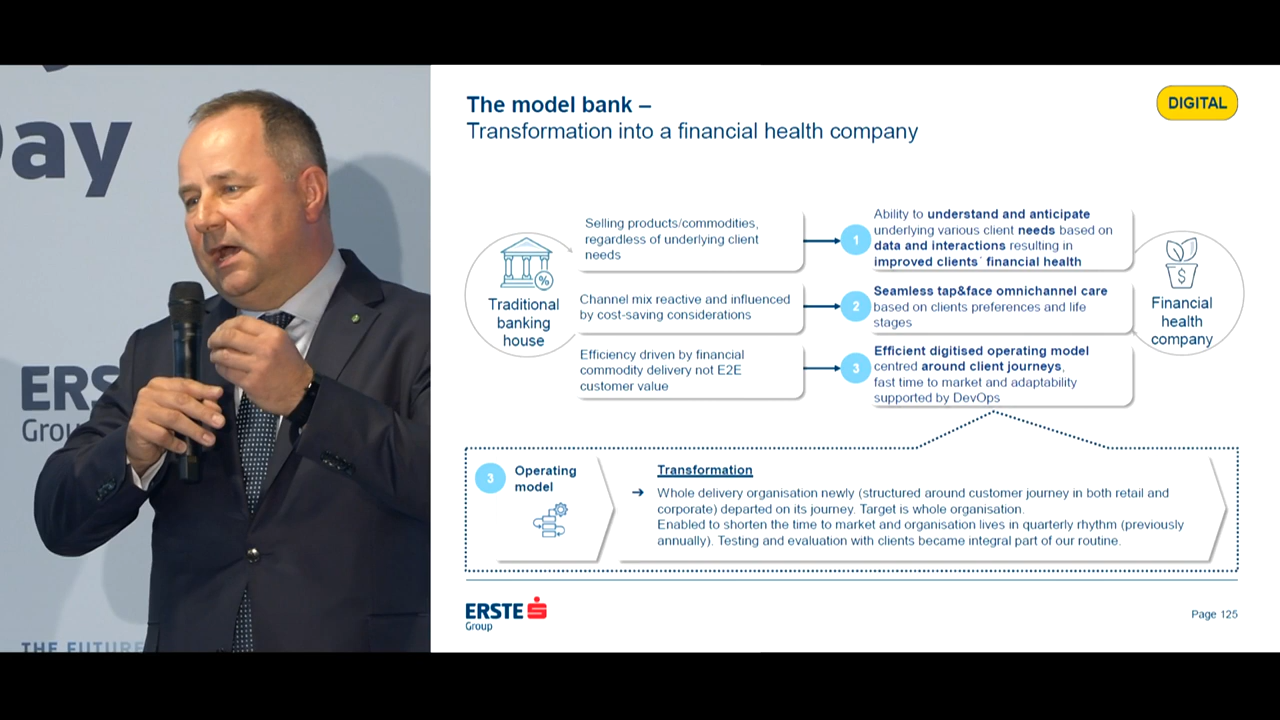 Day
ERS
Grou
THE FUTURE
The model bank –
Transformation into a financial health company
DIGITAL
Traditional
banking
house
%
Selling products/commodities,
regardless of underlying client
needs
1
Ability to understand and anticipate
underlying various client needs based on
data and interactions resulting in
improved clients´ financial health
Channel mix reactive and influenced
by cost-saving considerations
2
Seamless tap&face omnichannel care
based on clients preferences and life
stages
Efficiency driven by financial
commodity delivery not E2E
customer value
3
Efficient digitised operating model
centred around client journeys,
fast time to market and adaptability
supported by DevOps
$
Financial
health
company
3
Operating
model
Transformation
➔ Whole delivery organisation newly (structured around customer journey in both retail and
corporate) departed on its journey. Target is whole organisation.
Enabled to shorten the time to market and organisation lives in quarterly rhythm (previously
annually). Testing and evaluation with clients became integral part of our routine.
ERSTE
Group
Page 125